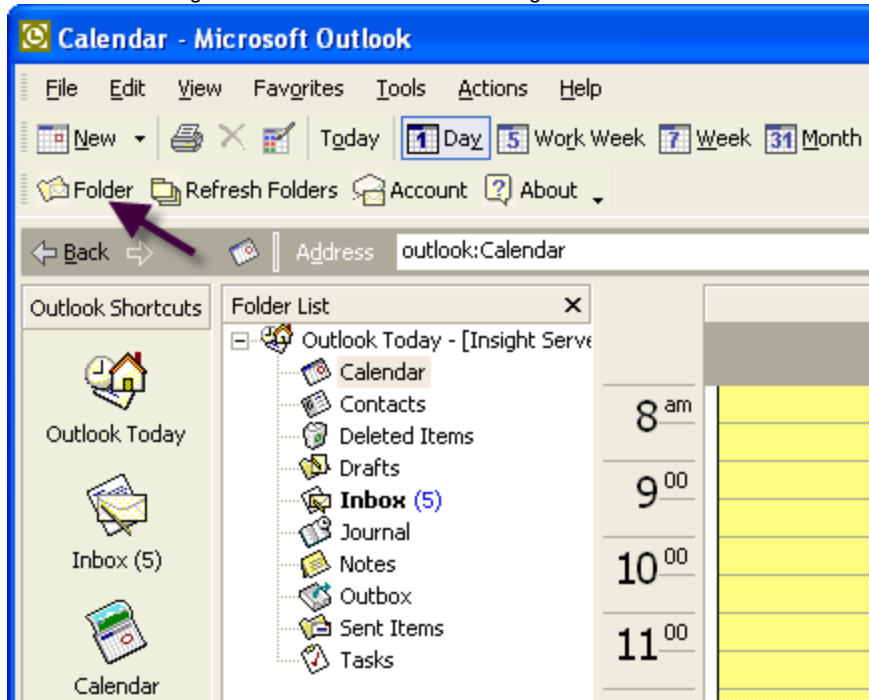 Calendar - Microsoft Outlook
File Edit View Favorites Tools Actions Help
New Today 1 Day 5 Work Week 7 Week 31 Month
Folder Refresh Folders Account ? About
Back Address outlook:Calendar
Outlook Shortcuts
Outlook Today
Inbox (5)
Calendar
Folder List
Outlook Today - [Insight Serve
Calendar
Contacts
Deleted Items
Drafts
Inbox (5)
Journal
Notes
Outbox
Sent Items
Tasks
8 am
9 00
10 00
11 00